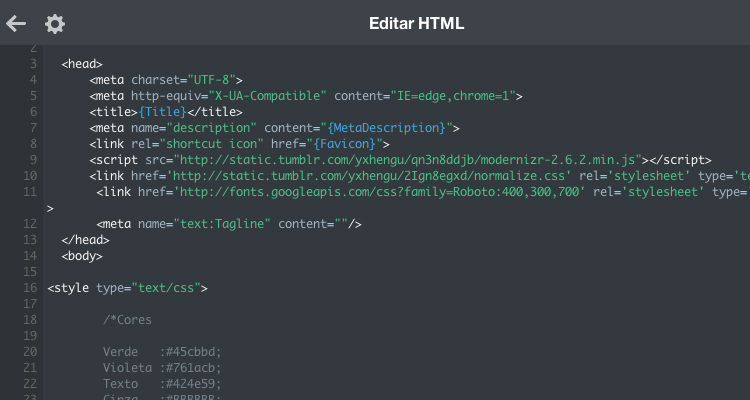 Editar HTML
2
3 <head>
4 <meta charset="UTF-8">
5 <meta http-equiv="X-UA-Compatible" content="IE=edge,chrome=1">
6 <title>{Title}</title>
7 <meta name="description" content="{MetaDescription}">
8 <link rel="shortcut icon" href="{Favicon}">
9 <script src="http://static.tumblr.com/yxhengu/qn3n8ddjb/modernizr-2.6.2.min.js"></script>
10 <link href='http://static.tumblr.com/yxhengu/2Ign8egxd/normalize.css' rel='stylesheet' type='te
11 <link href='http://fonts.googleapis.com/css?family=Roboto:400,300,700' rel='stylesheet' type=
>
12 <meta name="text:Tagline" content=""/>
13 </head>
14 <body>
15
16 <style type="text/css">
17
18 /*Cores
19
20 Verde :#45cbbd;
21 Violeta :#761acb;
22 Texto :#424e59;
23 Cinza